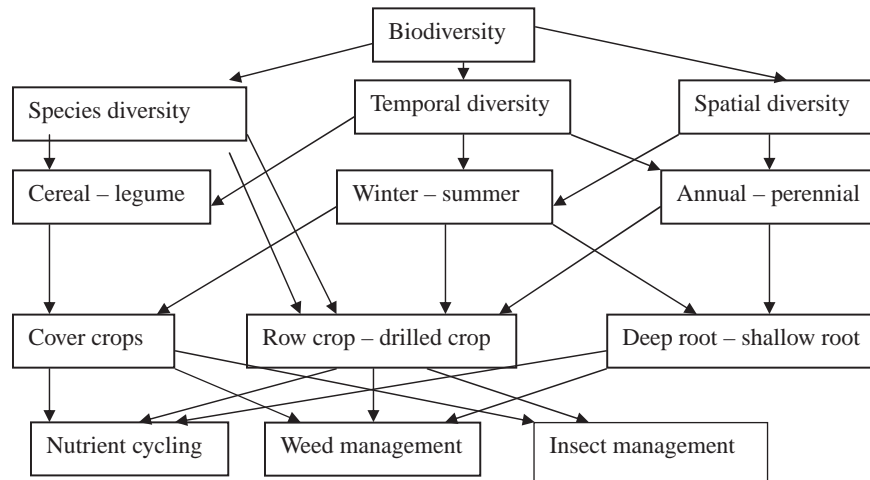 Biodiversity
Species diversity
Temporal diversity
Spatial diversity
Cereal – legume
Winter – summer
Annual – perennial
Cover crops
Row crop – drilled crop
Deep root – shallow root
Nutrient cycling
Weed management
Insect management